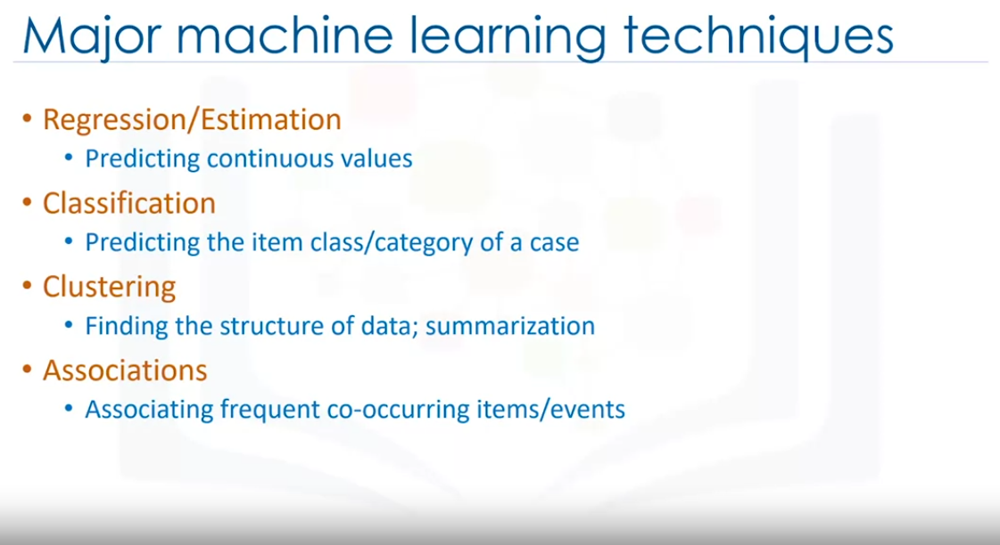 Major machine learning techniques
• Regression/Estimation
• Predicting continuous values
• Classification
• Predicting the item class/category of a case
• Clustering
• Finding the structure of data; summarization
• Associations
• Associating frequent co-occurring items/events